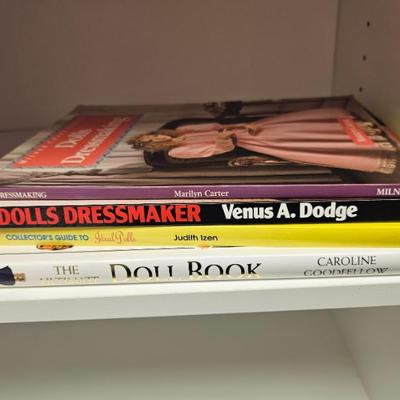 Dolls
Dressmaking
DRESSMAKING Marilyn Carter MILN
DOLLS DRESSMAKER Venus A. Dodge
COLLECTOR'S GUIDE TO Ideal Dolls Judith Izen
THE ULTIMATE DOLL BOOK CAROLINE GOODFELLOW